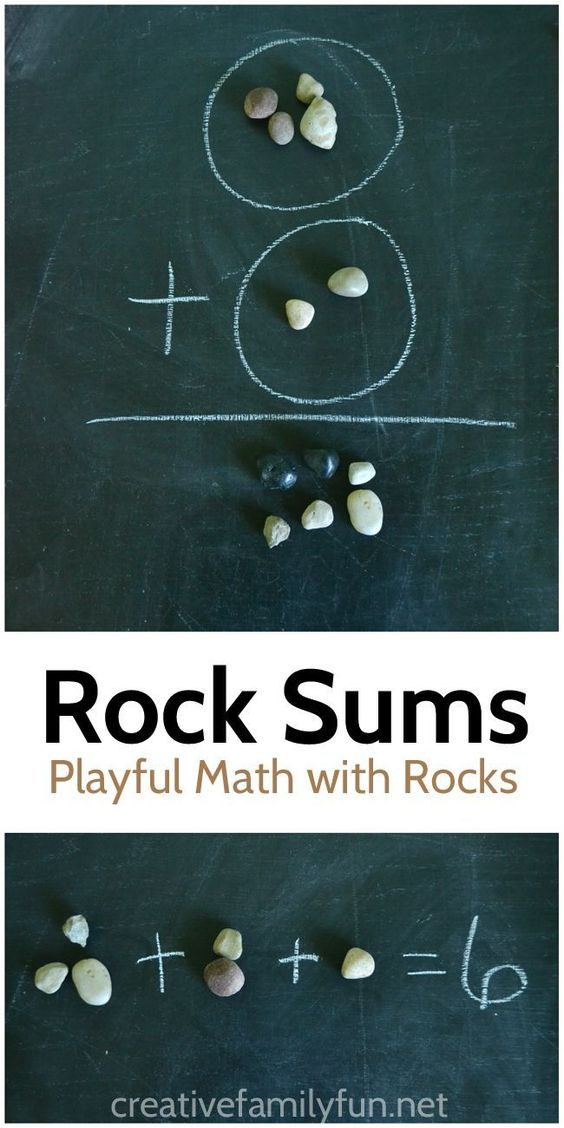 +
Rock Sums
Playful Math with Rocks
+ + = 6
creativefamilyfun.net